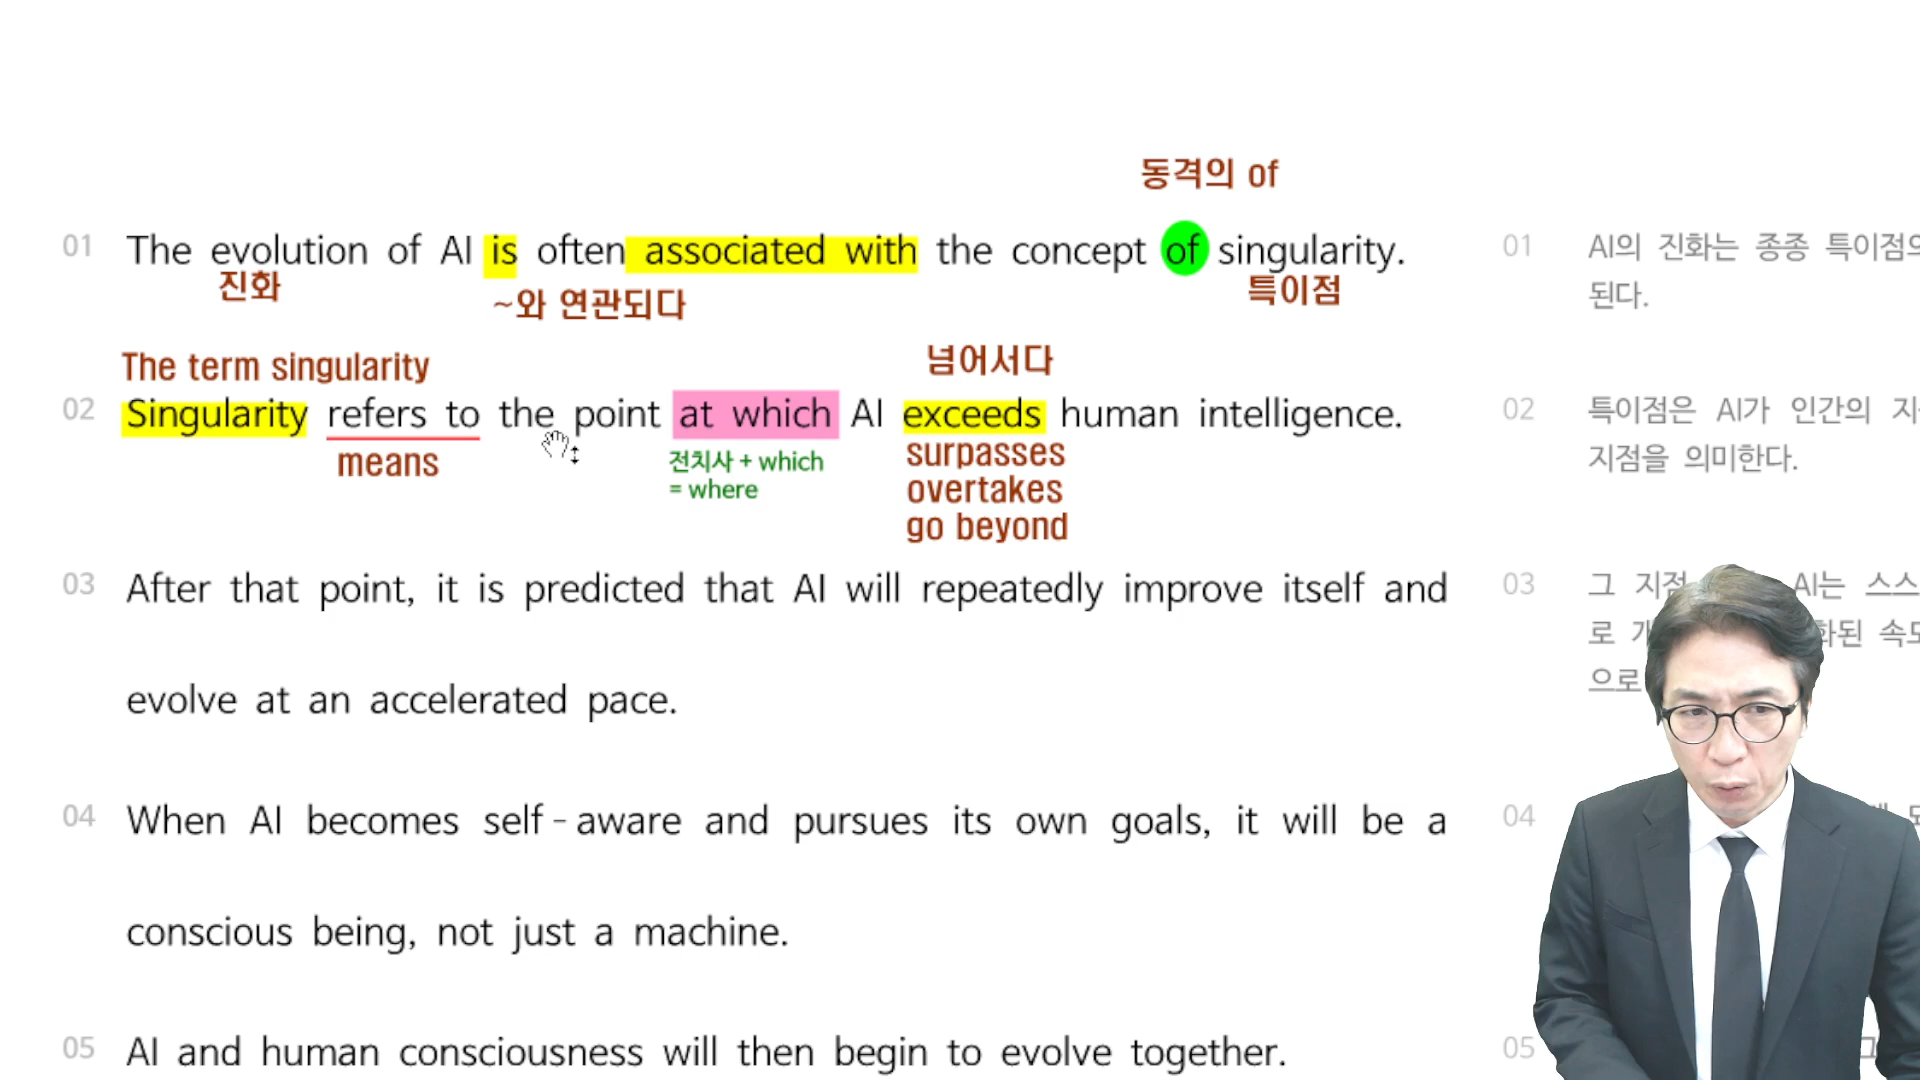 동격의 of
01 The evolution of AI is often associated with the concept of singularity.
진화
~와 연관되다
특이점
The term singularity
넘어서다
02 Singularity refers to the point at which AI exceeds human intelligence.
means
전치사 + which
= where
surpasses
overtakes
go beyond
03 After that point, it is predicted that AI will repeatedly improve itself and
evolve at an accelerated pace.
04 When AI becomes self-aware and pursues its own goals, it will be a
conscious being, not just a machine.
05 AI and human consciousness will then begin to evolve together.
01 AI의 진화는 종종
된다.
02 특이점은 AI가 인간의
지점을 의미한다.
03 그 AI는
로
으로
04
05